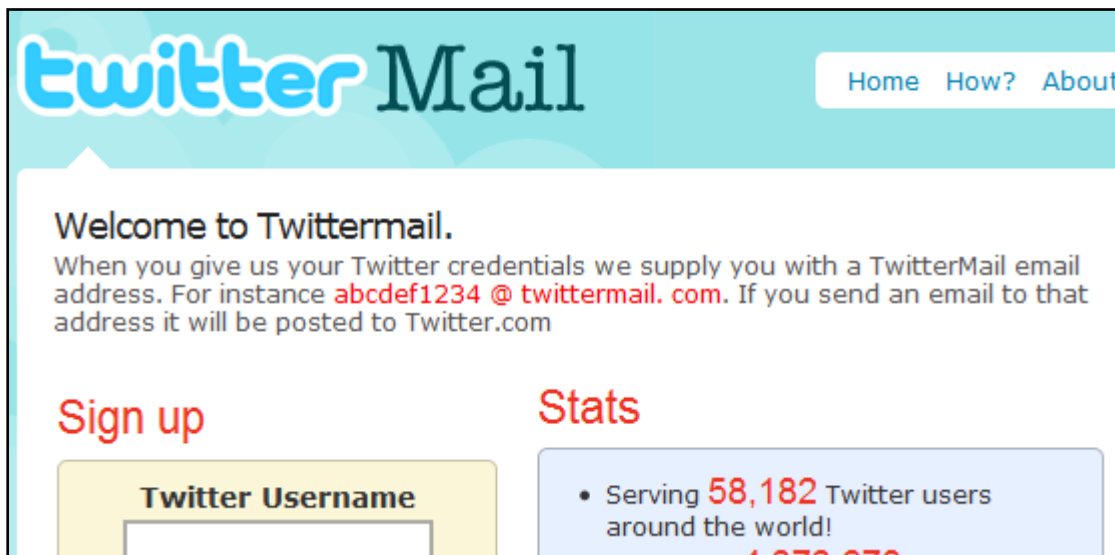 twitter Mail
Home How? About
Welcome to Twittermail.
When you give us your Twitter credentials we supply you with a TwitterMail email
address. For instance abcdef1234 @ twittermail. com. If you send an email to that
address it will be posted to Twitter.com
Sign up
Stats
Twitter Username
• Serving 58,182 Twitter users
around the world!